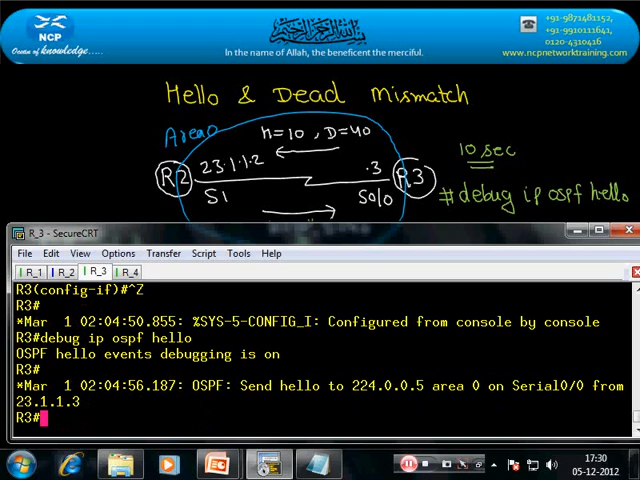 NCP
Ocean of knowledge.....
In the name of Allah, the beneficent the merciful.
+91-9871481152,
+91-9910111641,
0120-4310416
www.ncpnetworktraining.com
Hello & Dead Mismatch
Area0
H=10 , D=40
10 sec
23.1.1.2
.3
R2
R3
S1
S0/0
#debug ip ospf hello
R_3 - SecureCRT
File Edit View Options Transfer Script Tools Help
R_1 R_2 R_3 R_4
R3(config-if)#^Z
R3#
*Mar 1 02:04:50.855: %SYS-5-CONFIG_I: Configured from console by console
R3#debug ip ospf hello
OSPF hello events debugging is on
R3#
*Mar 1 02:04:56.187: OSPF: Send hello to 224.0.0.5 area 0 on Serial0/0 from
23.1.1.3
R3#
17:30
05-12-2012